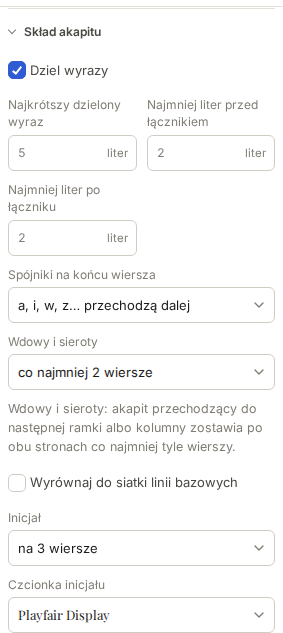 Skład akapitu
Dziel wyrazy
Najkrótszy dzielony wyraz
5 liter
Najmniej liter przed łącznikiem
2 liter
Najmniej liter po łączniku
2 liter
Spójniki na końcu wiersza
a, i, w, z... przechodzą dalej
Wdowy i sieroty
co najmniej 2 wiersze
Wdowy i sieroty: akapit przechodzący do
następnej ramki albo kolumny zostawia po
obu stronach co najmniej tyle wierszy.
Wyrównaj do siatki linii bazowych
Inicjał
na 3 wiersze
Czcionka inicjału
Playfair Display